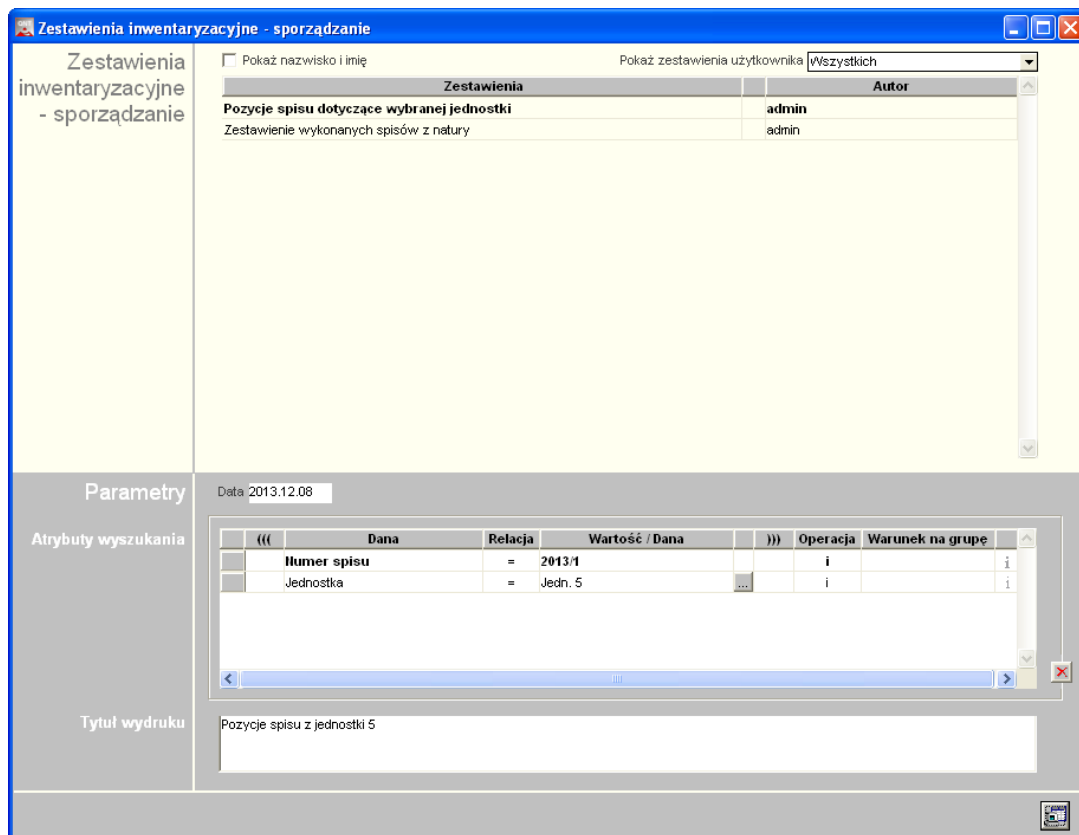 Zestawienia inwentaryzacyjne - sporządzanie
Zestawienia
inwentaryzacyjne
- sporządzanie
Pokaż nazwisko i imię
Pokaż zestawienia użytkownika Wszystkich
Zestawienia Autor
Pozycje spisu dotyczące wybranej jednostki admin
Zestawienie wykonanych spisów z natury admin
Parametry
Data 2013.12.08
Atrybuty wyszukania
((( Dana Relacja Wartość / Dana ))) Operacja Warunek na grupę
Numer spisu = 2013/1 i i
Jednostka = Jedn. 5 ... i i
Tytuł wydruku
Pozycje spisu z jednostki 5